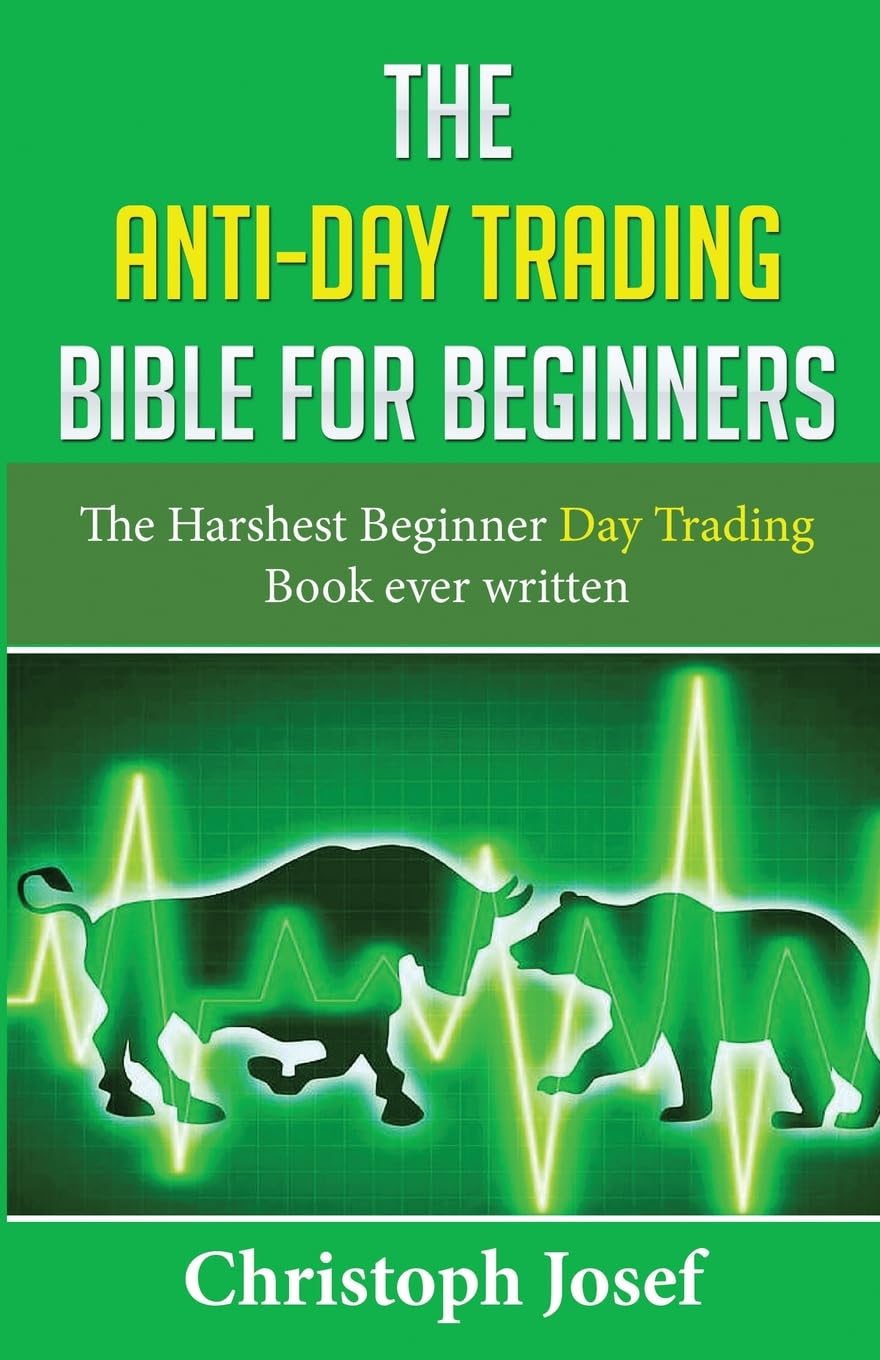 THE
ANTI-DAY TRADING
BIBLE FOR BEGINNERS
The Harshest Beginner Day Trading
Book ever written
Christoph Josef